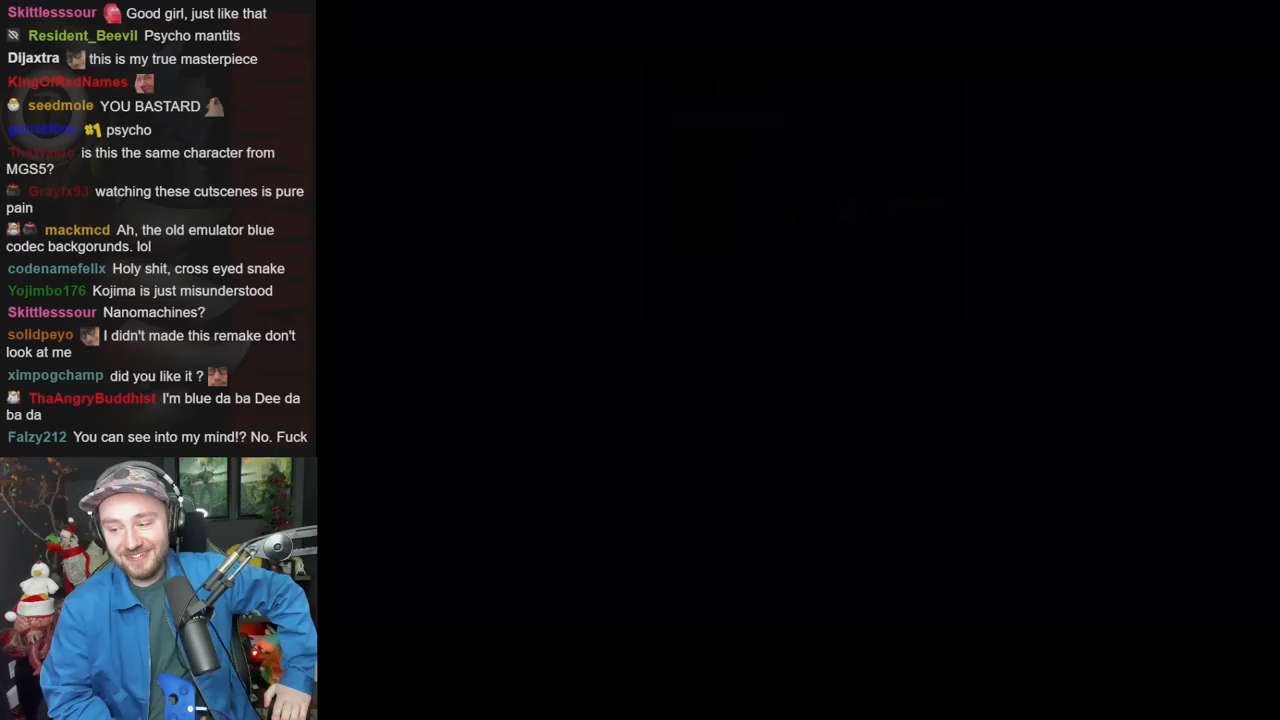 Skittlesssour Good girl, just like that
Resident_Beevil Psycho mantits
Dijaxtra this is my true masterpiece
KingOfRedNames
seedmole YOU BASTARD
#1 psycho
is this the same character from
MGS5?
Grayfx93 watching these cutscenes is pure
pain
mackmcd Ah, the old emulator blue
codec backgorunds. lol
codenamefelix Holy shit, cross eyed snake
Yojimbo176 Kojima is just misunderstood
Skittlesssour Nanomachines?
solidpeyo I didn't made this remake don't
look at me
ximpogchamp did you like it ?
ThaAngryBuddhist I'm blue da ba Dee da
ba da
Falzy212 You can see into my mind!? No. Fuck